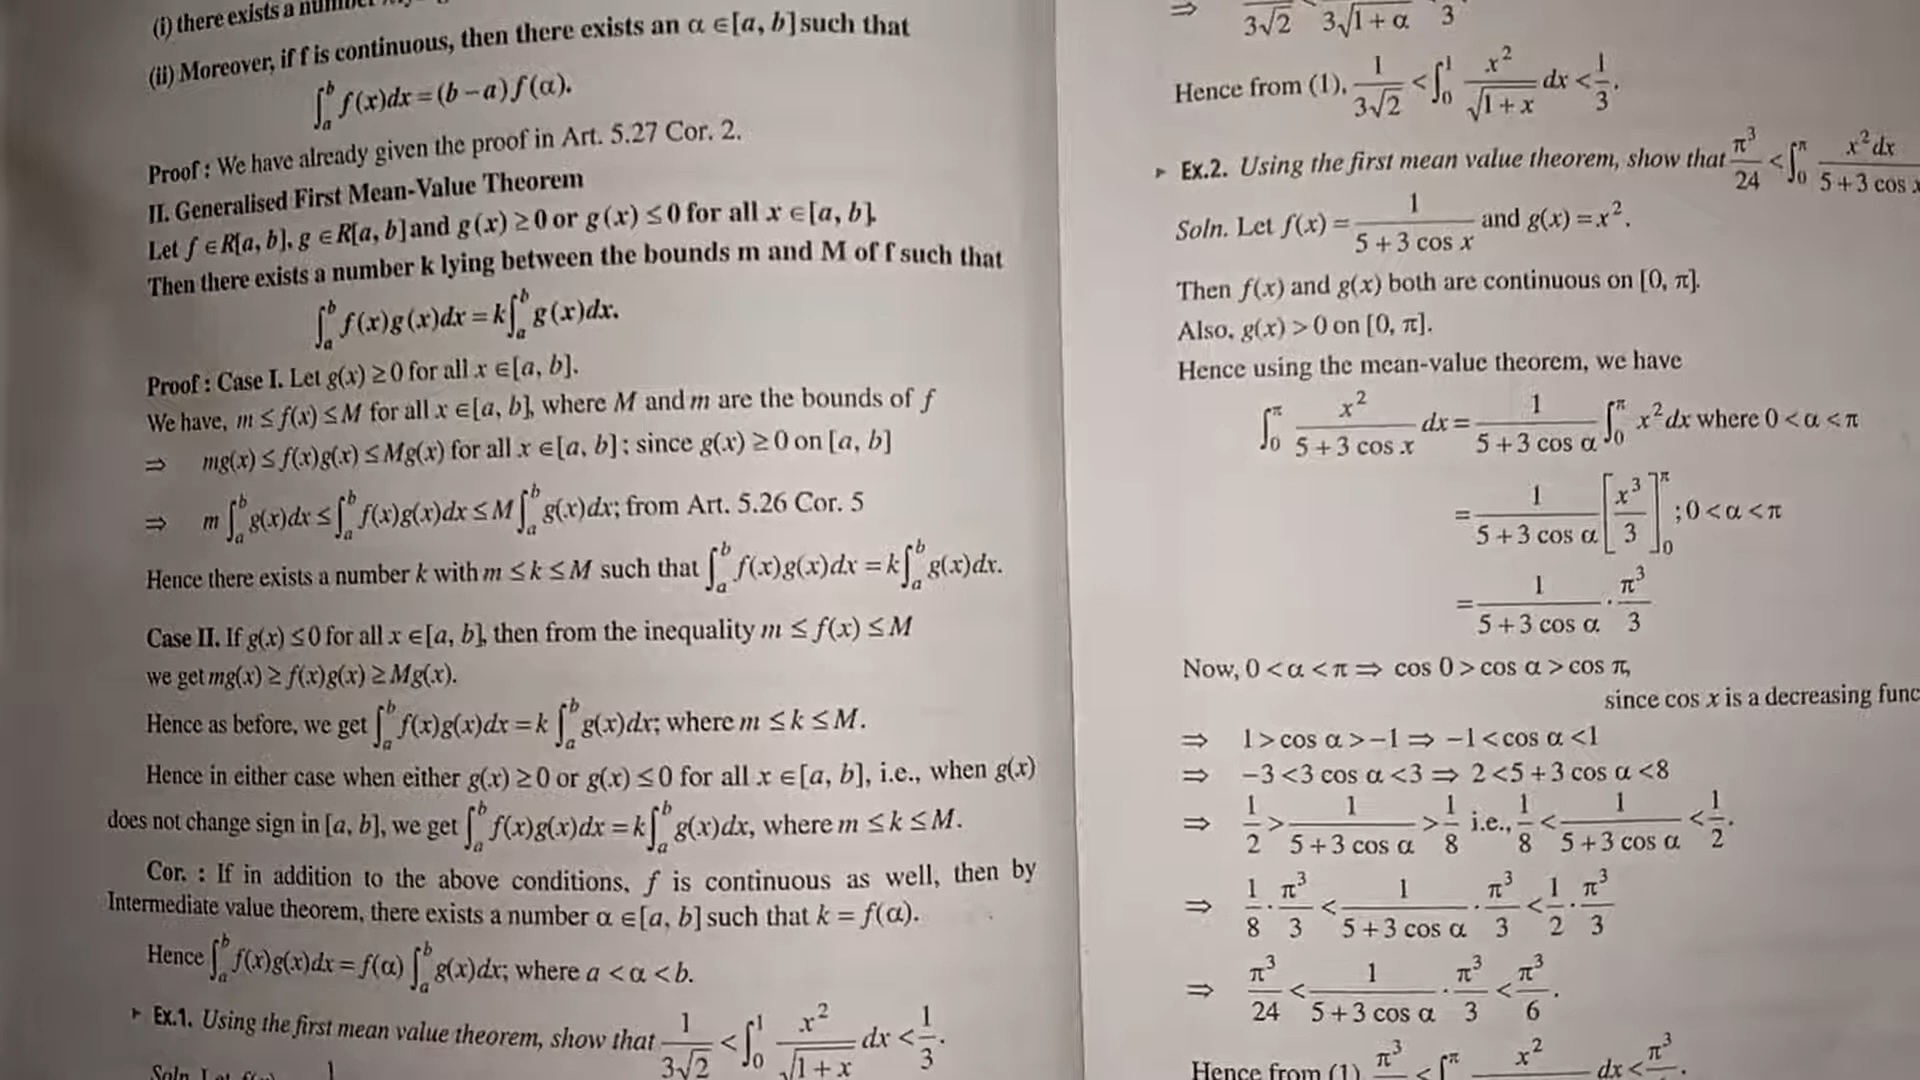 (i) there exists a number
(ii) Moreover, if f is continuous, then there exists an α ∈[a, b] such that
∫_a^b f(x)dx = (b – a) f(α).
Proof : We have already given the proof in Art. 5.27 Cor. 2.
II. Generalised First Mean-Value Theorem
Let f ∈ R[a, b], g ∈ R[a, b] and g(x) ≥ 0 or g(x) ≤ 0 for all x ∈[a, b].
Then there exists a number k lying between the bounds m and M of f such that
∫_a^b f(x)g(x)dx = k∫_a^b g(x)dx.
Proof : Case I. Let g(x) ≥ 0 for all x ∈[a, b].
We have, m ≤ f(x) ≤ M for all x ∈[a, b], where M and m are the bounds of f
⇒ mg(x) ≤ f(x)g(x) ≤ Mg(x) for all x ∈[a, b] ; since g(x) ≥ 0 on [a, b]
⇒ m∫_a^b g(x)dx ≤ ∫_a^b f(x)g(x)dx ≤ M∫_a^b g(x)dx; from Art. 5.26 Cor. 5
Hence there exists a number k with m ≤ k ≤ M such that ∫_a^b f(x)g(x)dx = k∫_a^b g(x)dx.
Case II. If g(x) ≤ 0 for all x ∈[a, b], then from the inequality m ≤ f(x) ≤ M
we get mg(x) ≥ f(x)g(x) ≥ Mg(x).
Hence as before, we get ∫_a^b f(x)g(x)dx = k∫_a^b g(x)dx; where m ≤ k ≤ M.
Hence in either case when either g(x) ≥ 0 or g(x) ≤ 0 for all x ∈[a, b], i.e., when g(x)
does not change sign in [a, b], we get ∫_a^b f(x)g(x)dx = k∫_a^b g(x)dx, where m ≤ k ≤ M.
Cor. : If in addition to the above conditions, f is continuous as well, then by
Intermediate value theorem, there exists a number α ∈[a, b] such that k = f(α).
Hence ∫_a^b f(x)g(x)dx = f(α)∫_a^b g(x)dx; where a < α < b.
▸ Ex.1. Using the first mean value theorem, show that 1/(3√2) < ∫_0^1 x²/√(1 + x) dx < 1/3.
Soln. Let
⇒ 3√2 3√(1 + α) 3
Hence from (1), 1/(3√2) < ∫_0^1 x²/√(1 + x) dx < 1/3.
▸ Ex.2. Using the first mean value theorem, show that π³/24 < ∫_0^π x²dx/(5 + 3 cos x
Soln. Let f(x) = 1/(5 + 3 cos x) and g(x) = x².
Then f(x) and g(x) both are continuous on [0, π].
Also, g(x) > 0 on [0, π].
Hence using the mean-value theorem, we have
∫_0^π x²/(5 + 3 cos x) dx = 1/(5 + 3 cos α) ∫_0^π x²dx where 0 < α < π
= 1/(5 + 3 cos α) [x³/3]_0^π ; 0 < α < π
= 1/(5 + 3 cos α) · π³/3
Now, 0 < α < π ⇒ cos 0 > cos α > cos π,
since cos x is a decreasing func
⇒ 1 > cos α > –1 ⇒ –1 < cos α < 1
⇒ –3 < 3 cos α < 3 ⇒ 2 < 5 + 3 cos α < 8
⇒ 1/2 > 1/(5 + 3 cos α) > 1/8 i.e., 1/8 < 1/(5 + 3 cos α) < 1/2.
⇒ 1/8 · π³/3 < 1/(5 + 3 cos α) · π³/3 < 1/2 · π³/3
⇒ π³/24 < 1/(5 + 3 cos α) · π³/3 < π³/6.
Hence from (1) π³ < ∫^π x² dx < π³.